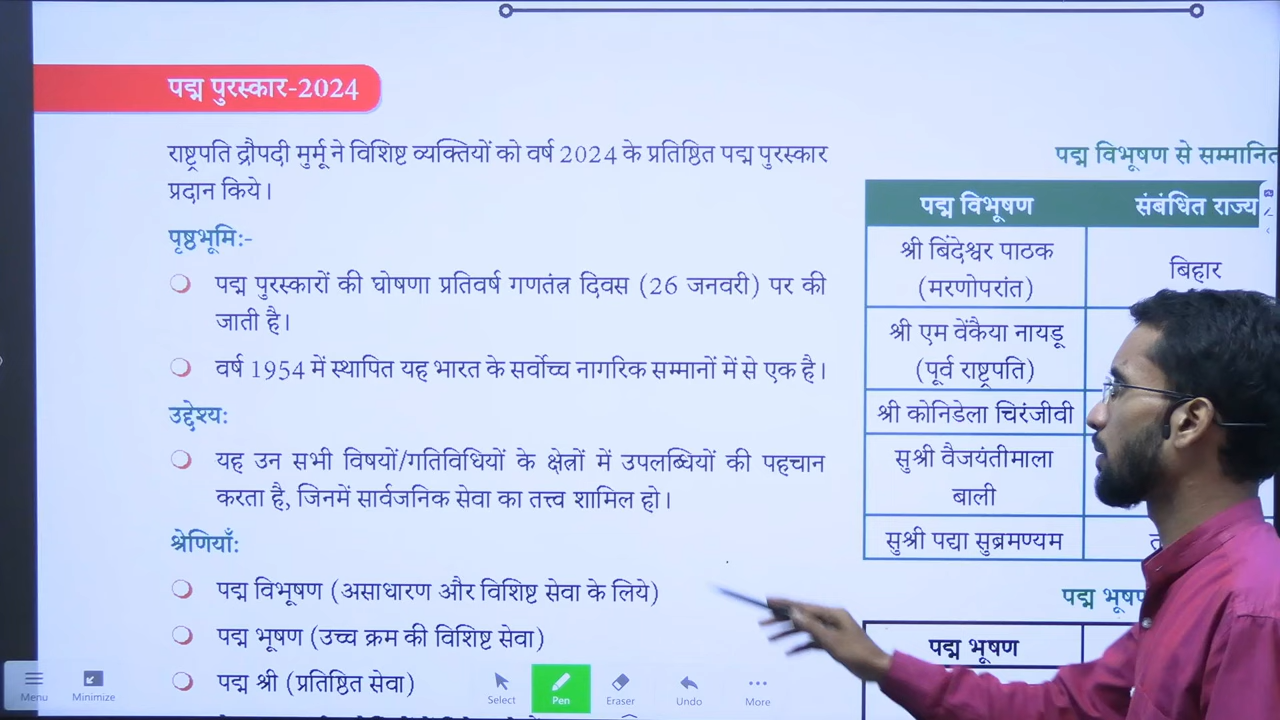 पद्म पुरस्कार-2024
राष्ट्रपति द्रौपदी मुर्मू ने विशिष्ट व्यक्तियों को वर्ष 2024 के प्रतिष्ठित पद्म पुरस्कार
प्रदान किये।
पृष्ठभूमि:-
पद्म पुरस्कारों की घोषणा प्रतिवर्ष गणतंत्र दिवस (26 जनवरी) पर की
जाती है।
वर्ष 1954 में स्थापित यह भारत के सर्वोच्च नागरिक सम्मानों में से एक है।
उद्देश्य:
यह उन सभी विषयों/गतिविधियों के क्षेत्रों में उपलब्धियों की पहचान
करता है, जिनमें सार्वजनिक सेवा का तत्त्व शामिल हो।
श्रेणियाँ:
पद्म विभूषण (असाधारण और विशिष्ट सेवा के लिये)
पद्म भूषण (उच्च क्रम की विशिष्ट सेवा)
पद्म श्री (प्रतिष्ठित सेवा)
पद्म विभूषण से सम्मानित
पद्म विभूषण
संबंधित राज्य
श्री बिंदेश्वर पाठक
(मरणोपरांत)
बिहार
श्री एम वेंकैया नायडू
(पूर्व राष्ट्रपति)
श्री कोनिडेला चिरंजीवी
सुश्री वैजयंतीमाला
बाली
सुश्री पद्या सुब्रमण्यम
पद्म भूषण
Menu
Minimize
Select
Pen
Eraser
Undo
More